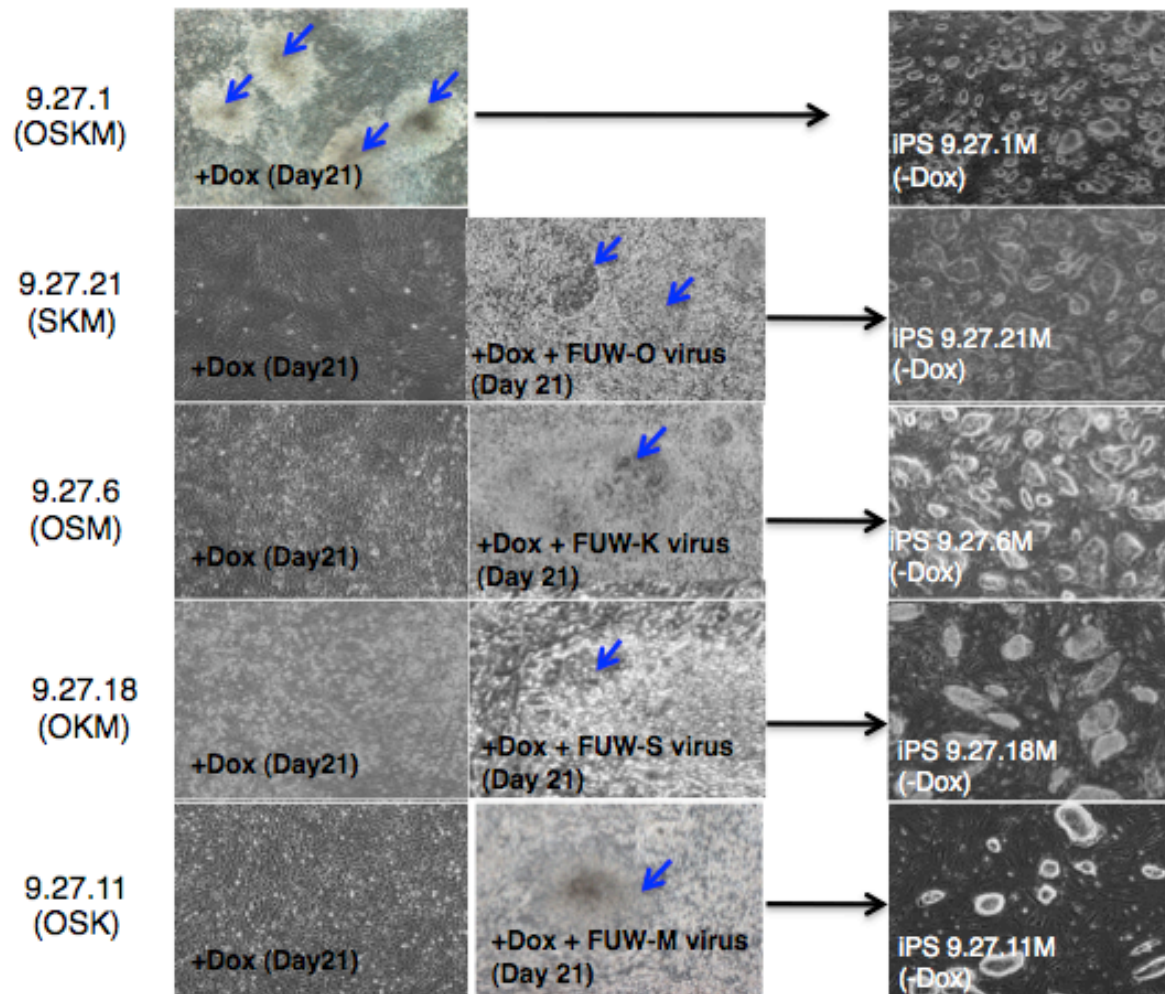 9.27.1
(OSKM)
+Dox (Day21)
iPS 9.27.1M
(-Dox)
9.27.21
(SKM)
+Dox (Day21)
+Dox + FUW-O virus
(Day 21)
iPS 9.27.21M
(-Dox)
9.27.6
(OSM)
+Dox (Day21)
+Dox + FUW-K virus
(Day 21)
iPS 9.27.6M
(-Dox)
9.27.18
(OKM)
+Dox (Day21)
+Dox + FUW-S virus
(Day 21)
iPS 9.27.18M
(-Dox)
9.27.11
(OSK)
+Dox (Day21)
+Dox + FUW-M virus
(Day 21)
iPS 9.27.11M
(-Dox)